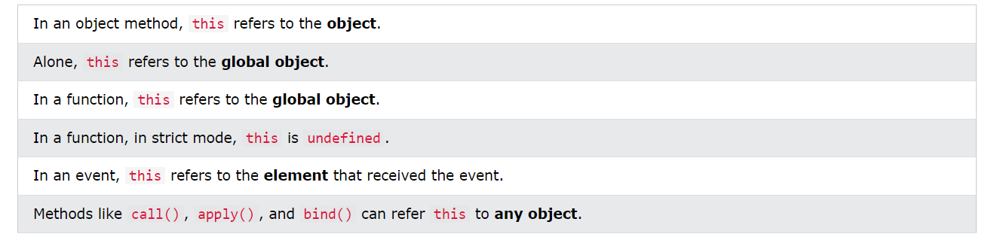 In an object method, this refers to the object.
Alone, this refers to the global object.
In a function, this refers to the global object.
In a function, in strict mode, this is undefined.
In an event, this refers to the element that received the event.
Methods like call(), apply(), and bind() can refer this to any object.